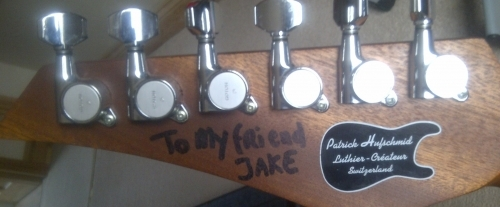 To My friend
JAKE
Patrick Hufschmid
Luthier-Créateur
Switzerland